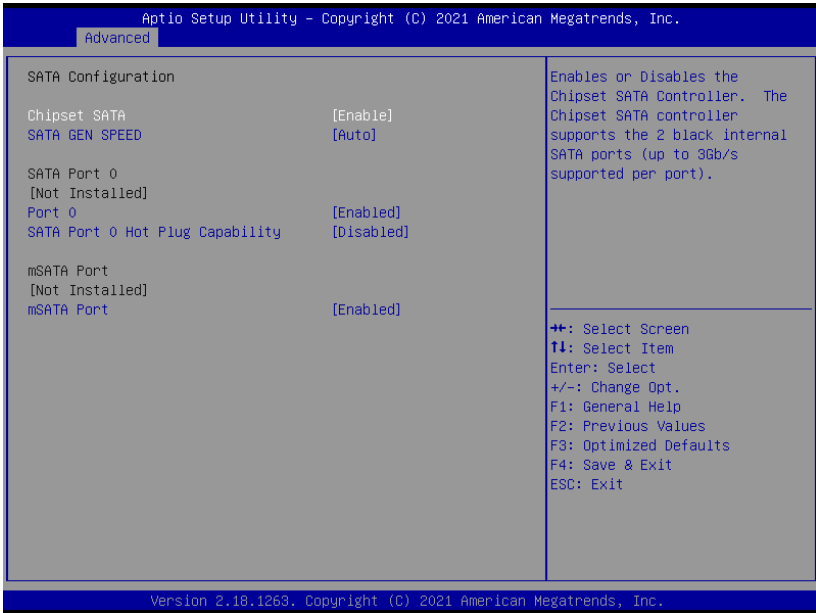 Aptio Setup Utility – Copyright (C) 2021 American Megatrends, Inc.
Advanced
SATA Configuration
Chipset SATA [Enable]
SATA GEN SPEED [Auto]
SATA Port 0
[Not Installed]
Port 0 [Enabled]
SATA Port 0 Hot Plug Capability [Disabled]
mSATA Port
[Not Installed]
mSATA Port [Enabled]
Enables or Disables the
Chipset SATA Controller. The
Chipset SATA controller
supports the 2 black internal
SATA ports (up to 3Gb/s
supported per port).
→←: Select Screen
↑↓: Select Item
Enter: Select
+/-: Change Opt.
F1: General Help
F2: Previous Values
F3: Optimized Defaults
F4: Save & Exit
ESC: Exit
Version 2.18.1263. Copyright (C) 2021 American Megatrends, Inc.